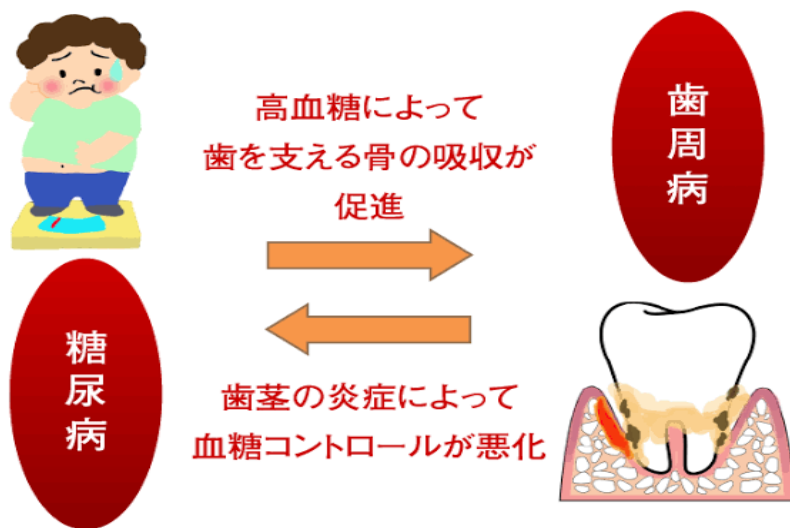 高血糖によって
歯を支える骨の吸収が
促進
歯周病
糖尿病
歯茎の炎症によって
血糖コントロールが悪化